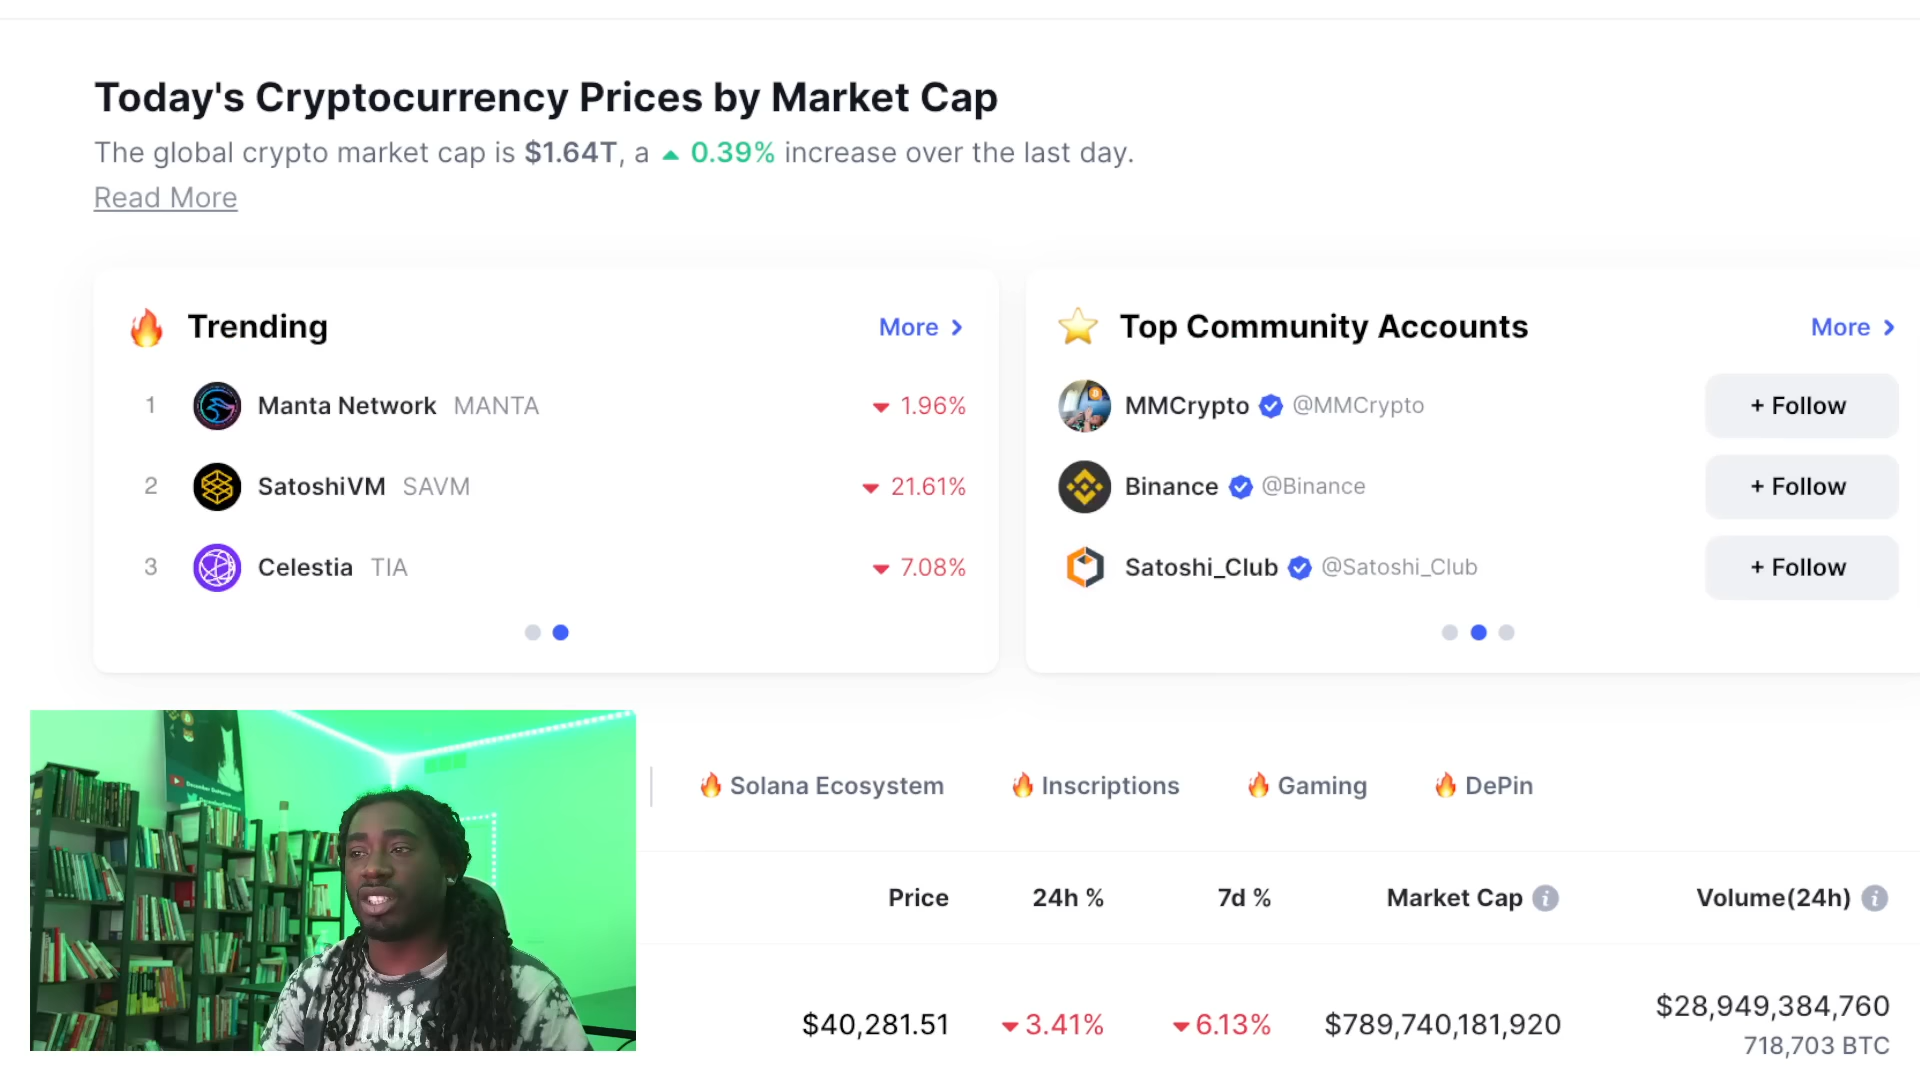 Today's Cryptocurrency Prices by Market Cap
The global crypto market cap is $1.64T, a 0.39% increase over the last day.
Read More
Trending
More
1 Manta Network MANTA 1.96%
2 SatoshiVM SAVM 21.61%
3 Celestia TIA 7.08%
Top Community Accounts
More
MMCrypto @MMCrypto + Follow
Binance @Binance + Follow
Satoshi_Club @Satoshi_Club + Follow
Solana Ecosystem Inscriptions Gaming DePin
Price 24h % 7d % Market Cap Volume(24h)
$40,281.51 3.41% 6.13% $789,740,181,920 $28,949,384,760
718,703 BTC